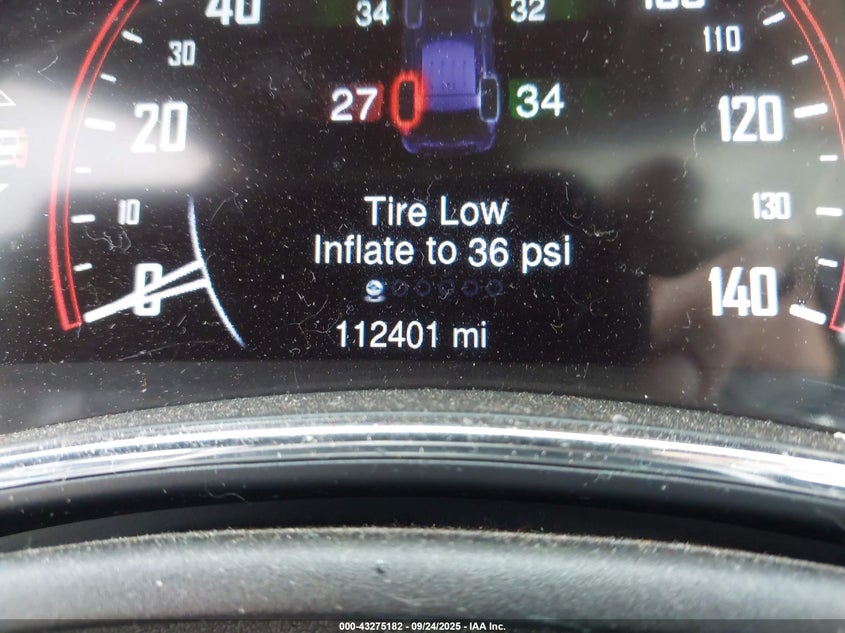 40 34 32 100
30 110
27 34
20 120
Tire Low
10 130
Inflate to 36 psi
0 140
112401 mi
000-43275182 - 09/24/2025 - IAA Inc.